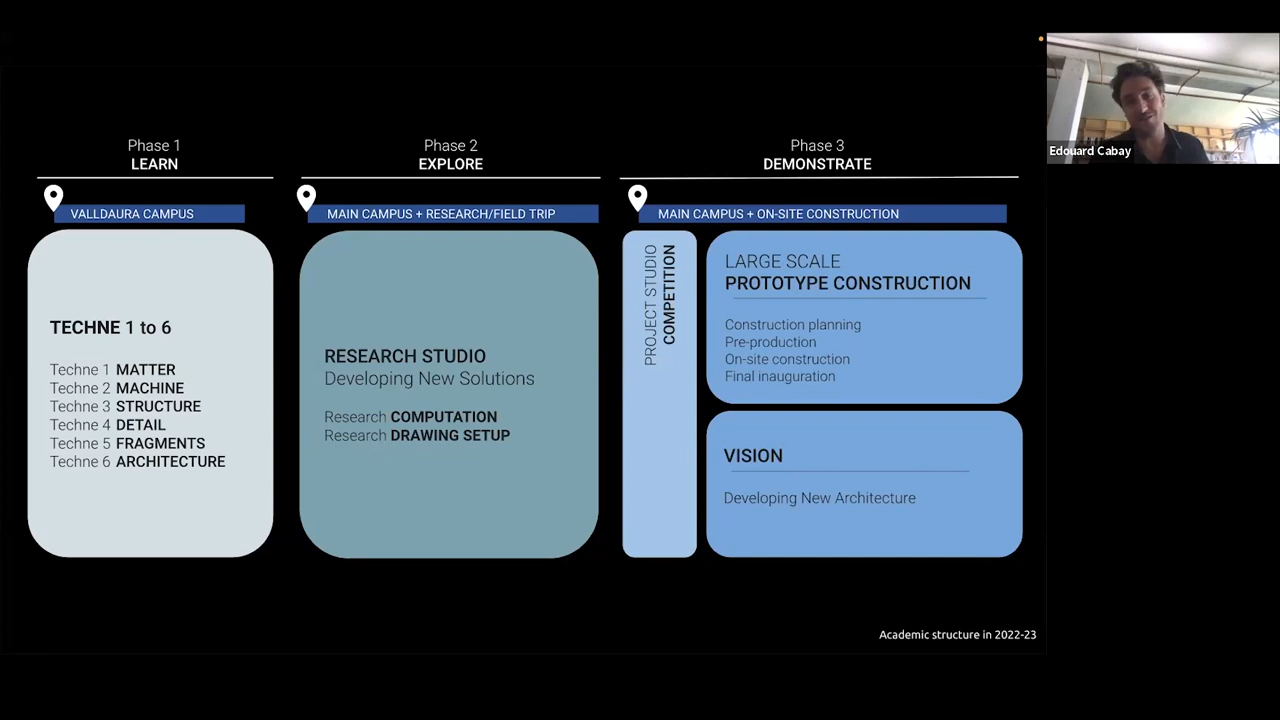 Phase 1
LEARN
VALLDAURA CAMPUS
TECHNE 1 to 6
Techne 1 MATTER
Techne 2 MACHINE
Techne 3 STRUCTURE
Techne 4 DETAIL
Techne 5 FRAGMENTS
Techne 6 ARCHITECTURE
Phase 2
EXPLORE
MAIN CAMPUS + RESEARCH/FIELD TRIP
RESEARCH STUDIO
Developing New Solutions
Research COMPUTATION
Research DRAWING SETUP
Phase 3
DEMONSTRATE
MAIN CAMPUS + ON-SITE CONSTRUCTION
PROJECT STUDIO
COMPETITION
LARGE SCALE
PROTOTYPE CONSTRUCTION
Construction planning
Pre-production
On-site construction
Final inauguration
VISION
Developing New Architecture
Academic structure in 2022-23
Edouard Cabay